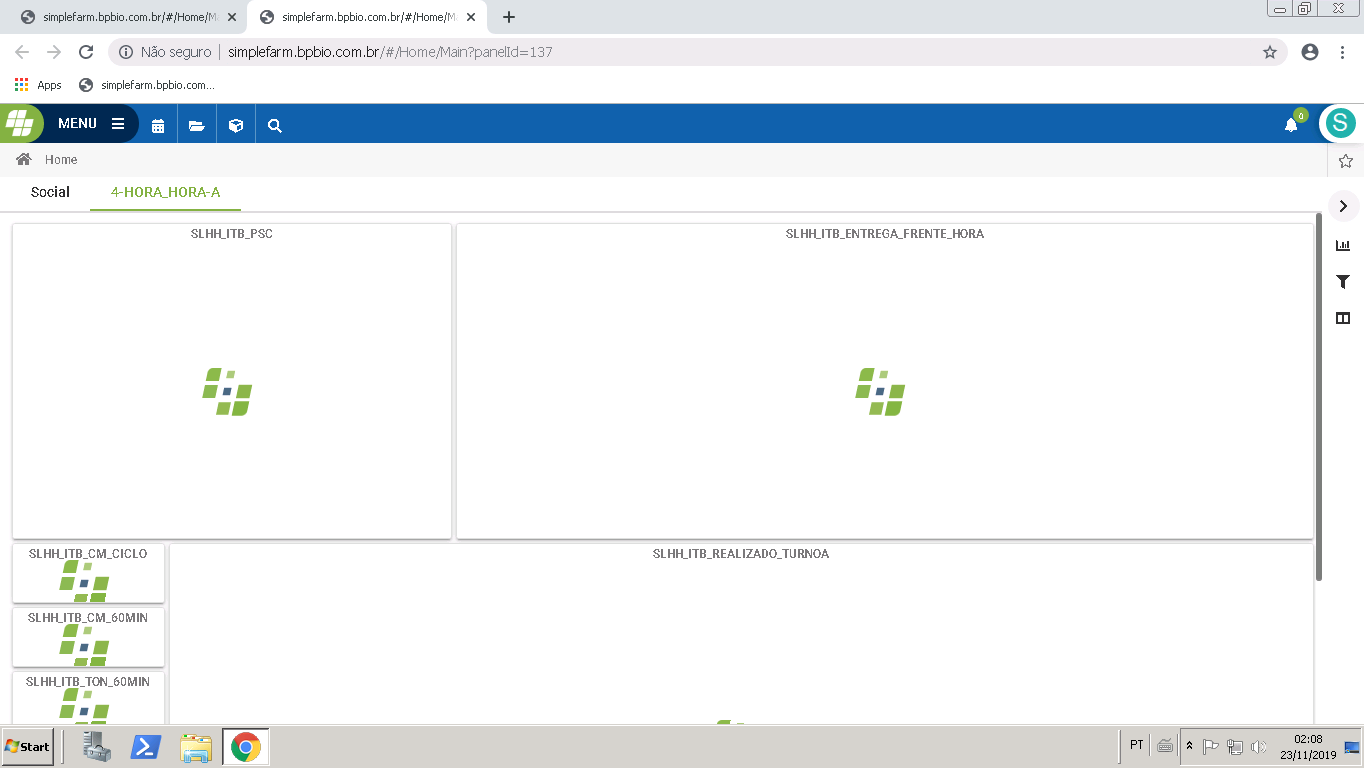 simplefarm.bpbio.com.br/#/Home/M
simplefarm.bpbio.com.br/#/Home/M
Não seguro
simplefarm.bpbio.com.br/#/Home/Main?panelId=137
Apps
simplefarm.bpbio.com...
MENU
0
S
Home
Social
4-HORA_HORA-A
SLHH_ITB_PSC
SLHH_ITB_ENTREGA_FRENTE_HORA
SLHH_ITB_CM_CICLO
SLHH_ITB_REALIZADO_TURNOA
SLHH_ITB_CM_60MIN
SLHH_ITB_TON_60MIN
Start
PT
02:08
23/11/2019